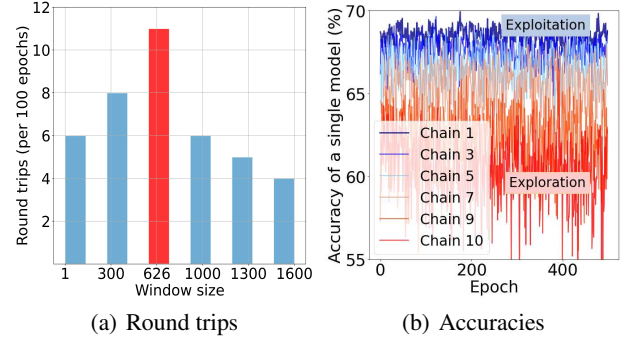 12
10
8
6
4
2
Round trips (per 100 epochs)
1 300 626 1000 1300 1600
Window size
(a) Round trips
70
65
60
55
Accuracy of a single model (%)
Exploitation
Chain 1
Chain 3
Chain 5
Chain 7
Chain 9
Chain 10
Exploration
0 200 400
Epoch
(b) Accuracies